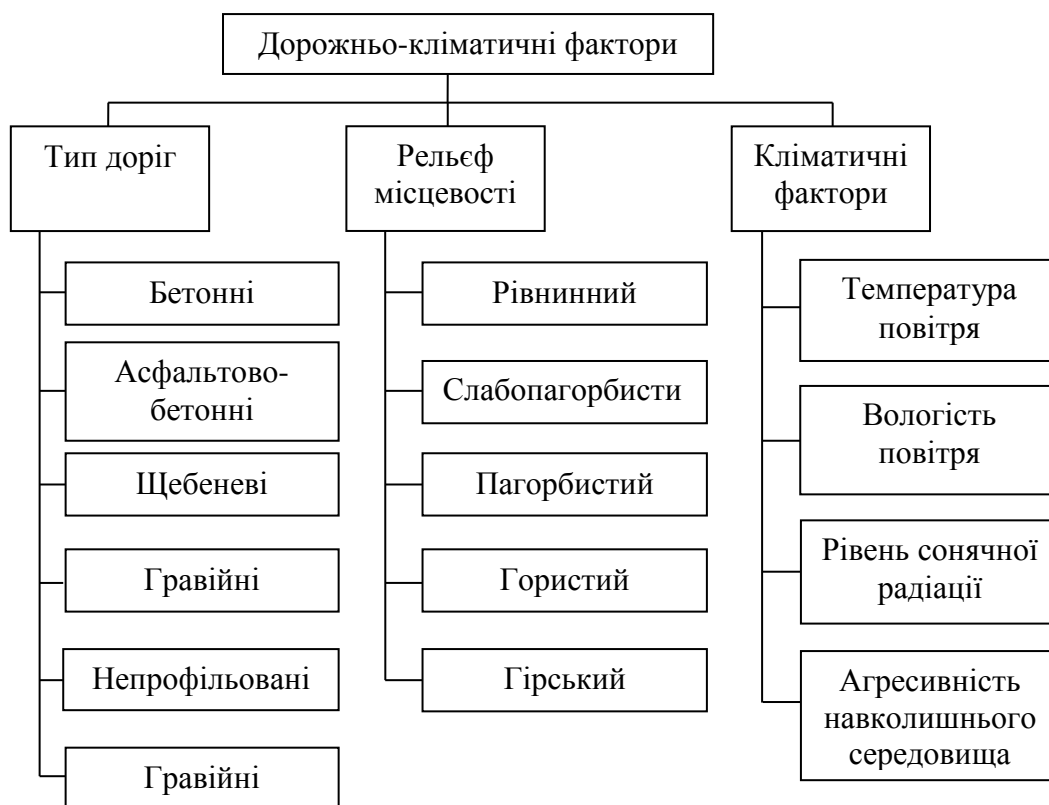 Дорожньо-кліматичні фактори
Тип доріг
Бетонні
Асфальтово-
бетонні
Щебеневі
Гравійні
Непрофільовані
Гравійні
Рельєф
місцевості
Рівнинний
Слабопагорбисти
Пагорбистий
Гористий
Гірський
Кліматичні
фактори
Температура
повітря
Вологість
повітря
Рівень сонячної
радіації
Агресивність
навколишнього
середовища